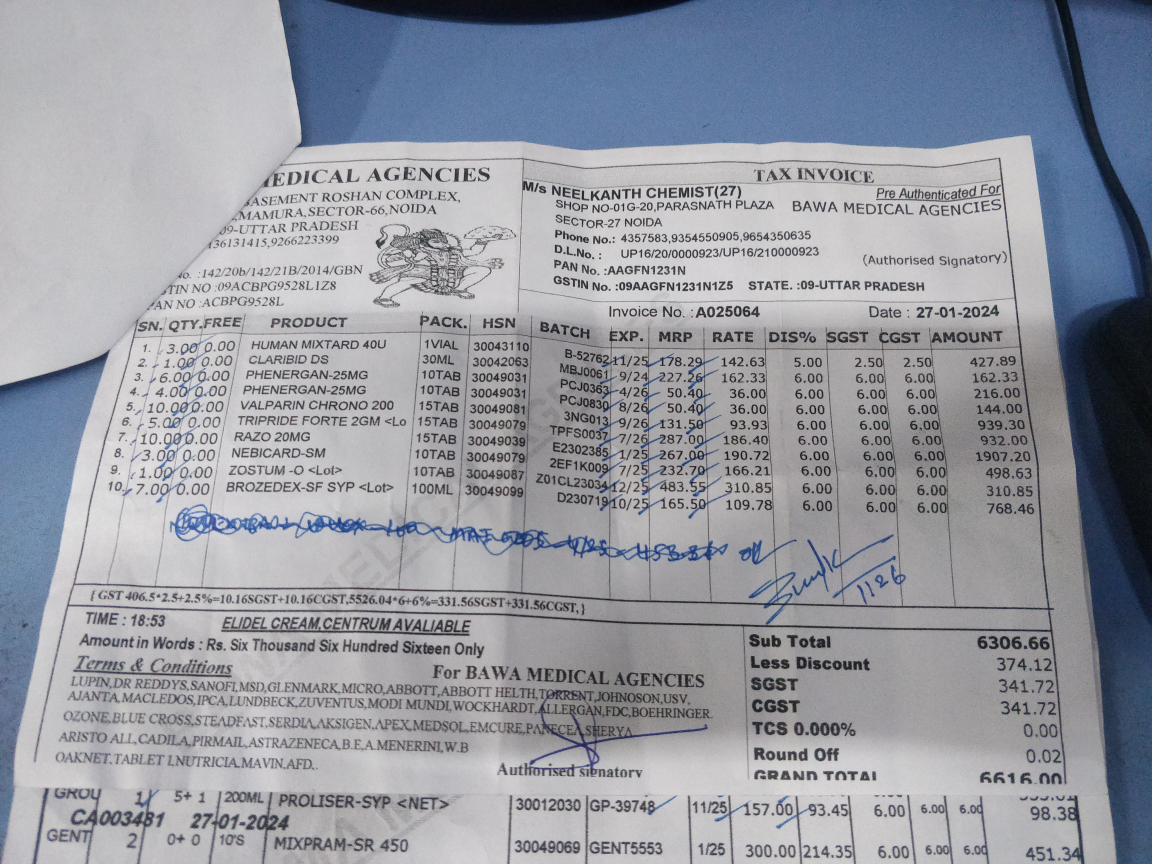 EDICAL AGENCIES
BASEMENT ROSHAN COMPLEX,
MAMURA,SECTOR-66,NOIDA
09-UTTAR PRADESH
136131415,9266223399
No. :142/20b/142/21B/2014/GBN
STIN NO :09ACBPG9528L1Z8
PAN NO :ACBPG9528L
TAX INVOICE
M/s NEELKANTH CHEMIST(27)
SHOP NO-01G-20,PARASNATH PLAZA
SECTOR-27 NOIDA
Phone No.: 4357583,9354550905,9654350635
D.L.No. : UP16/20/0000923/UP16/210000923
PAN No. :AAGFN1231N
GSTIN No. :09AAGFN1231N1Z5 STATE. :09-UTTAR PRADESH
Pre Authenticated For
BAWA MEDICAL AGENCIES
(Authorised Signatory)
Invoice No. : A025064 Date : 27-01-2024
SN. QTY. FREE PRODUCT PACK. HSN BATCH EXP. MRP RATE DIS% SGST CGST AMOUNT
1. 3.00 0.00 HUMAN MIXTARD 40U 1VIAL 30043110 B-52762 11/25 178.29 142.63 5.00 2.50 2.50 427.89
2. 1.00 0.00 CLARIBID DS 30ML 30042063 MBJ0061 9/24 227.26 162.33 6.00 6.00 6.00 162.33
3. 6.00 0.00 PHENERGAN-25MG 10TAB 30049031 PCJ0363 4/26 50.40 36.00 6.00 6.00 6.00 216.00
4. 4.00 0.00 PHENERGAN-25MG 10TAB 30049031 PCJ0830 8/26 50.40 36.00 6.00 6.00 6.00 144.00
5. 10.00 0.00 VALPARIN CHRONO 200 15TAB 30049081 3NG013 9/26 131.50 93.93 6.00 6.00 6.00 939.30
6. 5.00 0.00 TRIPRIDE FORTE 2GM <Lo 15TAB 30049079 TPFS0037 7/26 287.00 186.40 6.00 6.00 6.00 932.00
7. 10.00 0.00 RAZO 20MG 15TAB 30049039 E2302385 1/25 267.00 190.72 6.00 6.00 6.00 1907.20
8. 3.00 0.00 NEBICARD-SM 10TAB 30049079 2EF1K009 7/25 232.70 166.21 6.00 6.00 6.00 498.63
9. 1.00 0.00 ZOSTUM -O <Lot> 10TAB 30049087 Z01CL23034 12/25 483.55 310.85 6.00 6.00 6.00 310.85
10. 7.00 0.00 BROZEDEX-SF SYP <Lot> 100ML 30049099 D230719 10/25 165.50 109.78 6.00 6.00 6.00 768.46
1126
{ GST 406.5*2.5+2.5%=10.16SGST+10.16CGST,5526.04*6+6%=331.56SGST+331.56CGST, }
TIME : 18:53 ELIDEL CREAM,CENTRUM AVALIABLE
Amount in Words : Rs. Six Thousand Six Hundred Sixteen Only
Terms & Conditions For BAWA MEDICAL AGENCIES
LUPIN,DR REDDYS,SANOFI,MSD,GLENMARK,MICRO,ABBOTT,ABBOTT HELTH,TORRENT,JOHNOSON,USV,
AJANTA,MACLEDOS,IPCA,LUNDBECK,ZUVENTUS,MODI MUNDI,WOCKHARDT,ALLERGAN,FDC,BOEHRINGER.
OZONE,BLUE CROSS,STEADFAST,SERDIA,AKSIGEN,APEX,MEDSOL,EMCURE,PANECEA,SHERYA
ARISTO ALL,CADILA,PIRMAIL,ASTRAZENECA,B.E,A.MENERINI,W.B
OAKNET,TABLET I,NUTRICIA,MAVIN,AFD..
Authorised signatory
Sub Total 6306.66
Less Discount 374.12
SGST 341.72
CGST 341.72
TCS 0.000% 0.00
Round Off 0.02
GRAND TOTAL 6616.00
GROU 1 5+ 1 200ML PROLISER-SYP <NET> 30012030 GP-39748 11/25 157.00 93.45 6.00 6.00 6.00 98.38
CA003481 27-01-2024
GENT 2 0+ 0 10'S MIXPRAM-SR 450 30049069 GENT5553 1/25 300.00 214.35 6.00 6.00 6.00 451.34